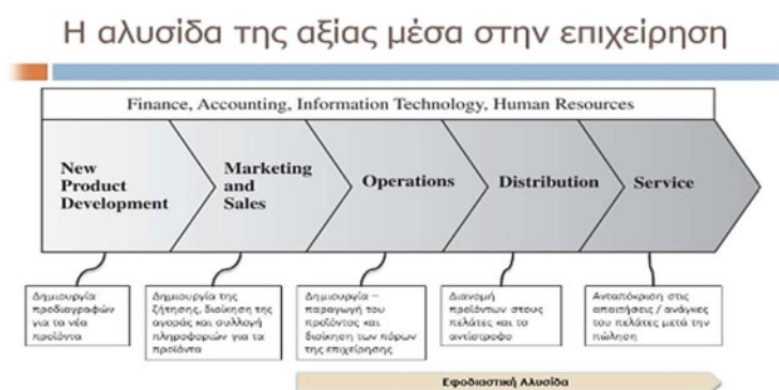 Η αλυσίδα της αξίας μέσα στην επιχείρηση
Finance, Accounting, Information Technology, Human Resources
New
Product
Development
Marketing
and
Sales
Operations
Distribution
Service
Δημιουργία
προδιαγραφών
για τα νέα
προϊόντα
Δημιουργία της
ζήτησης, διοίκηση της
αγοράς και συλλογή
πληροφοριών για τα
προϊόντα
Δημιουργία –
παραγωγή του
προϊόντος και
διοίκηση των πόρων
της επιχείρησης
Διανομή
προϊόντων στους
πελάτες και το
αντίστροφο
Ανταπόκριση στις
απαιτήσεις / ανάγκες
του πελάτες μετά την
πώληση
Εφοδιαστική Αλυσίδα